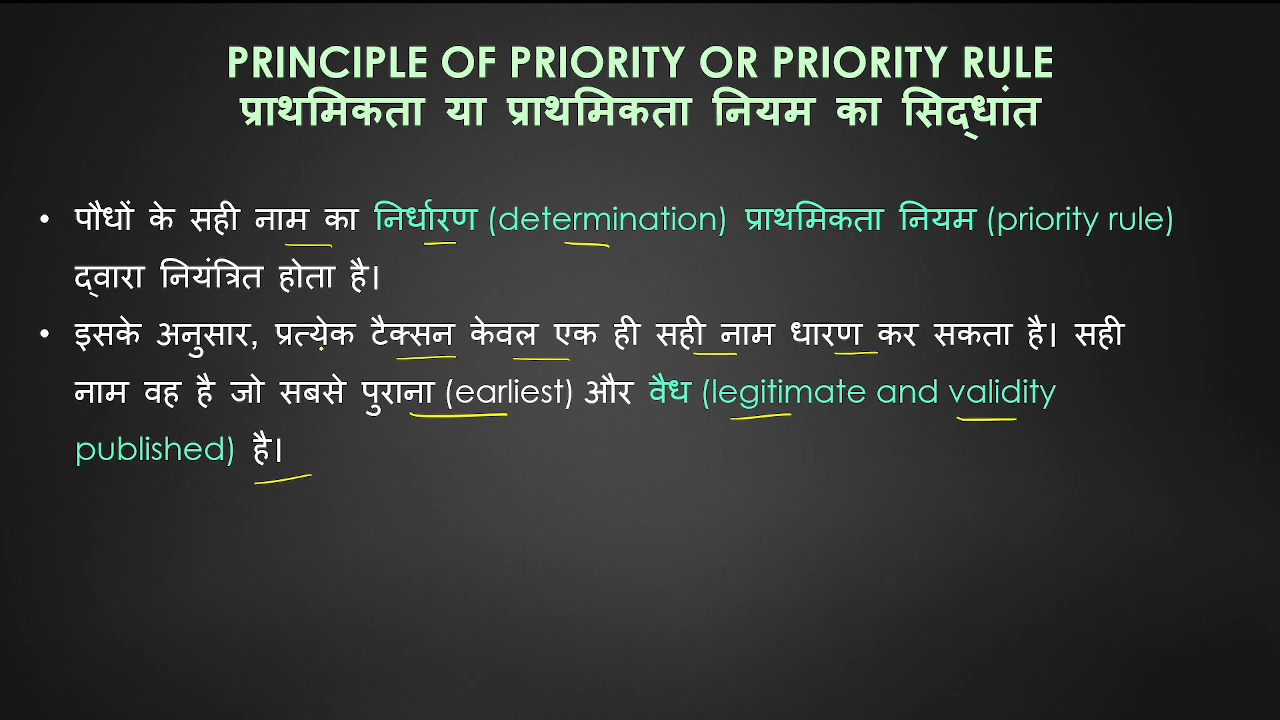 PRINCIPLE OF PRIORITY OR PRIORITY RULE
प्राथमिकता या प्राथमिकता नियम का सिद्धांत
• पौधों के सही नाम का निर्धारण (determination) प्राथमिकता नियम (priority rule)
द्वारा नियंत्रित होता है।
• इसके अनुसार, प्रत्येक टैक्सन केवल एक ही सही नाम धारण कर सकता है। सही
नाम वह है जो सबसे पुराना (earliest) और वैध (legitimate and validity
published) है।